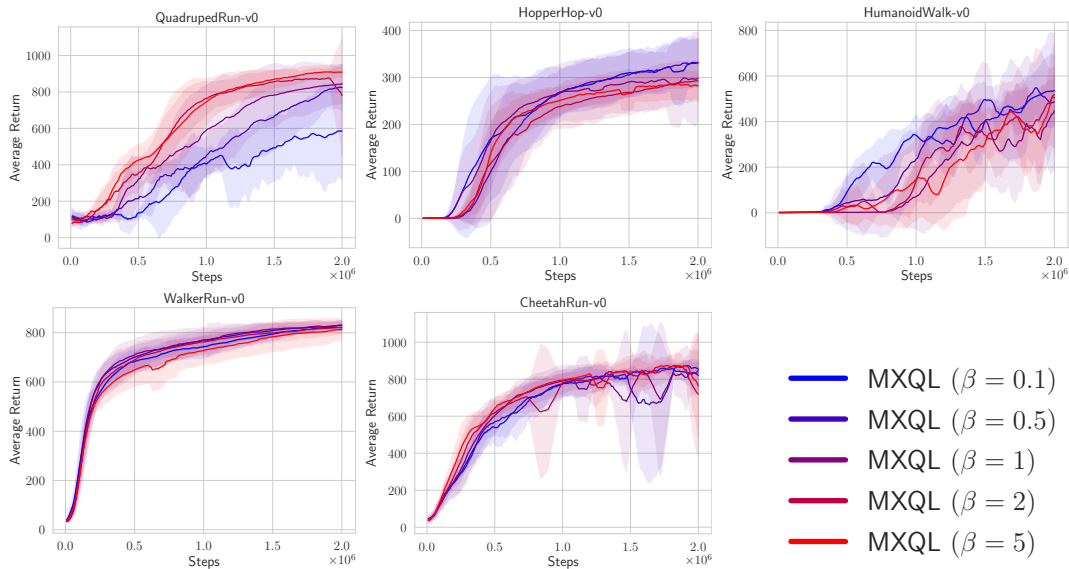 QuadrupedRun-v0
1000
800
600
400
200
0
Average Return
0.0 0.5 1.0 1.5 2.0
Steps
×10⁶
HopperHop-v0
400
300
200
100
0
Average Return
0.0 0.5 1.0 1.5 2.0
Steps
×10⁶
HumanoidWalk-v0
800
600
400
200
0
Average Return
0.0 0.5 1.0 1.5 2.0
Steps
×10⁶
WalkerRun-v0
800
600
400
200
0
Average Return
0.0 0.5 1.0 1.5 2.0
Steps
×10⁶
CheetahRun-v0
1000
800
600
400
200
0
Average Return
0.0 0.5 1.0 1.5 2.0
Steps
×10⁶
MXQL (β = 0.1)
MXQL (β = 0.5)
MXQL (β = 1)
MXQL (β = 2)
MXQL (β = 5)